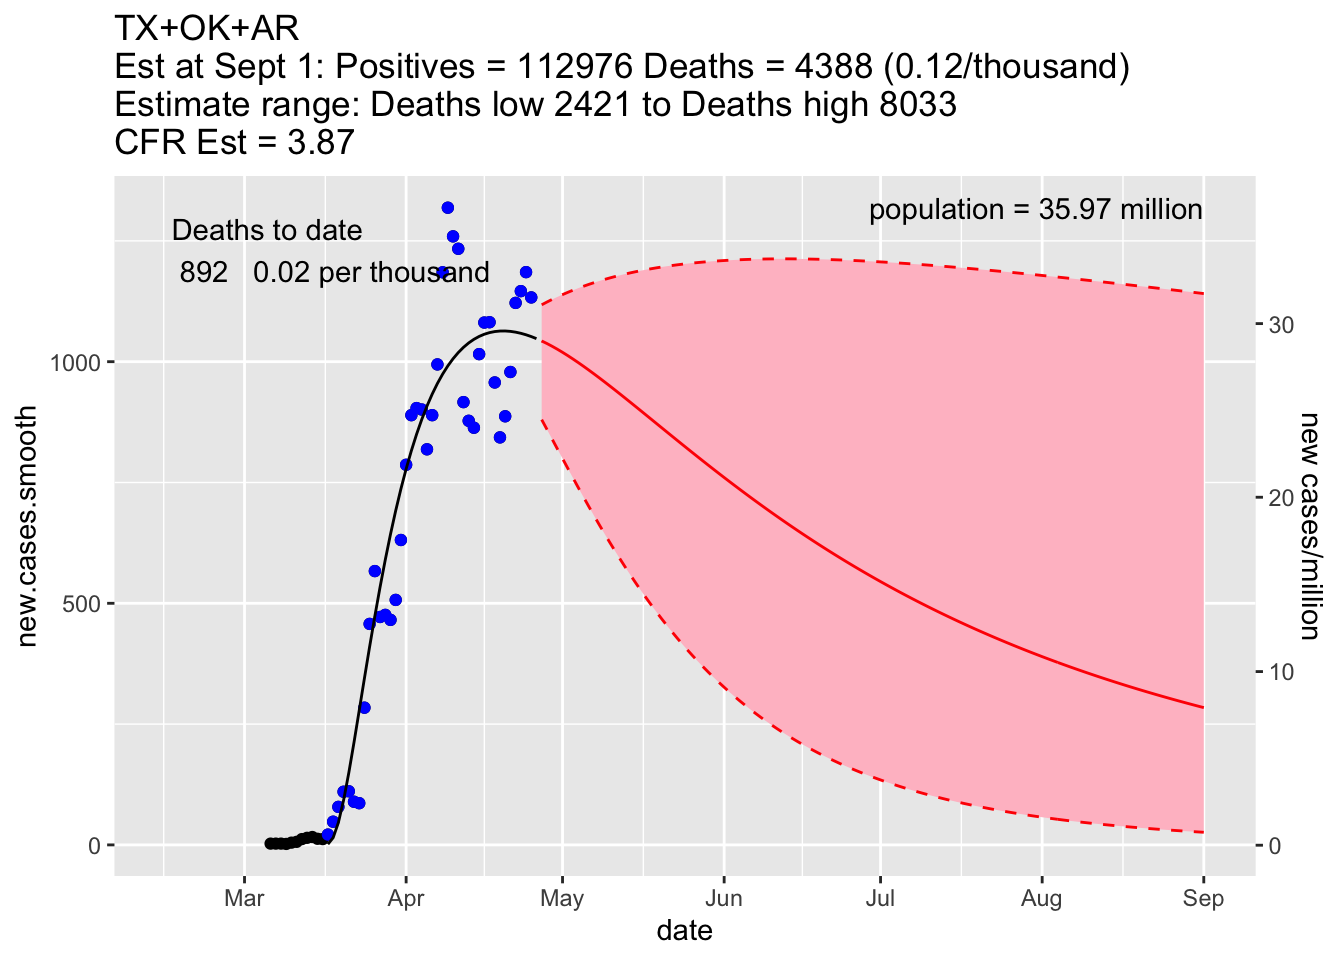 TX+OK+AR
Est at Sept 1: Positives = 112976 Deaths = 4388 (0.12/thousand)
Estimate range: Deaths low 2421 to Deaths high 8033
CFR Est = 3.87
population = 35.97 million
Deaths to date
892 0.02 per thousand
new.cases.smooth
1000
500
0
30
20
10
0
new cases/million
Mar Apr May Jun Jul Aug Sep
date